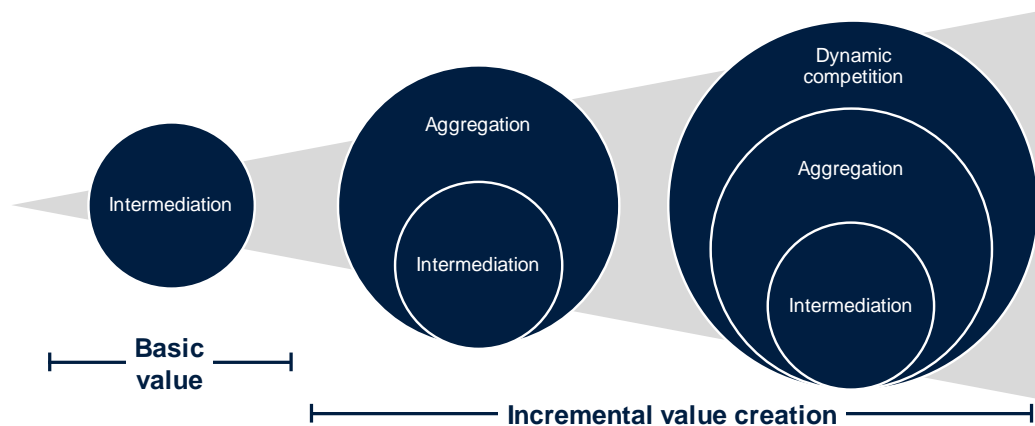 Intermediation
Aggregation
Intermediation
Dynamic
competition
Aggregation
Intermediation
Basic
value
Incremental value creation